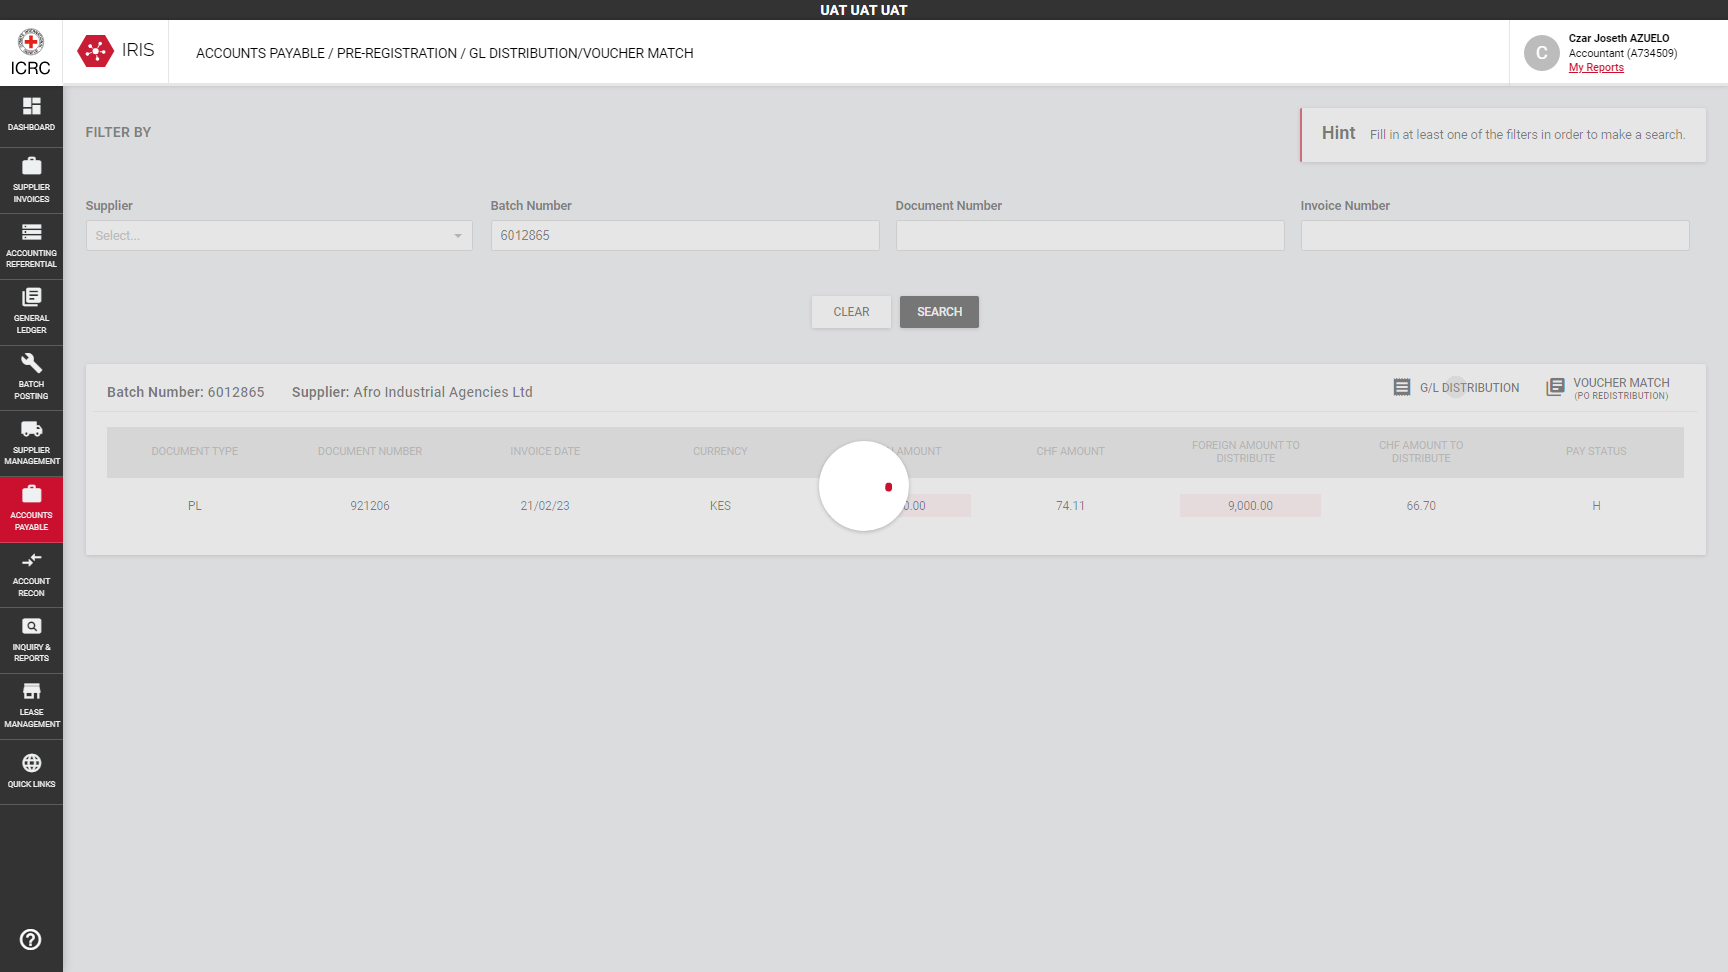 UAT UAT UAT
ICRC
IRIS
ACCOUNTS PAYABLE / PRE-REGISTRATION / GL DISTRIBUTION/VOUCHER MATCH
C
Czar Joseth AZUELO
Accountant (A734509)
My Reports
DASHBOARD
SUPPLIER
INVOICES
ACCOUNTING
REFERENTIAL
GENERAL
LEDGER
BATCH
POSTING
SUPPLIER
MANAGEMENT
ACCOUNTS
PAYABLE
ACCOUNT
RECON
INQUIRY &
REPORTS
LEASE
MANAGEMENT
QUICK LINKS
FILTER BY
Hint Fill in at least one of the filters in order to make a search.
Supplier Batch Number Document Number Invoice Number
Select... 6012865
CLEAR SEARCH
Batch Number: 6012865 Supplier: Afro Industrial Agencies Ltd
G/L DISTRIBUTION
VOUCHER MATCH
(PO REDISTRIBUTION)
DOCUMENT TYPE DOCUMENT NUMBER INVOICE DATE CURRENCY AMOUNT CHF AMOUNT FOREIGN AMOUNT TO
DISTRIBUTE
CHF AMOUNT TO
DISTRIBUTE
PAY STATUS
PL 921206 21/02/23 KES 0.00 74.11 9,000.00 66.70 H